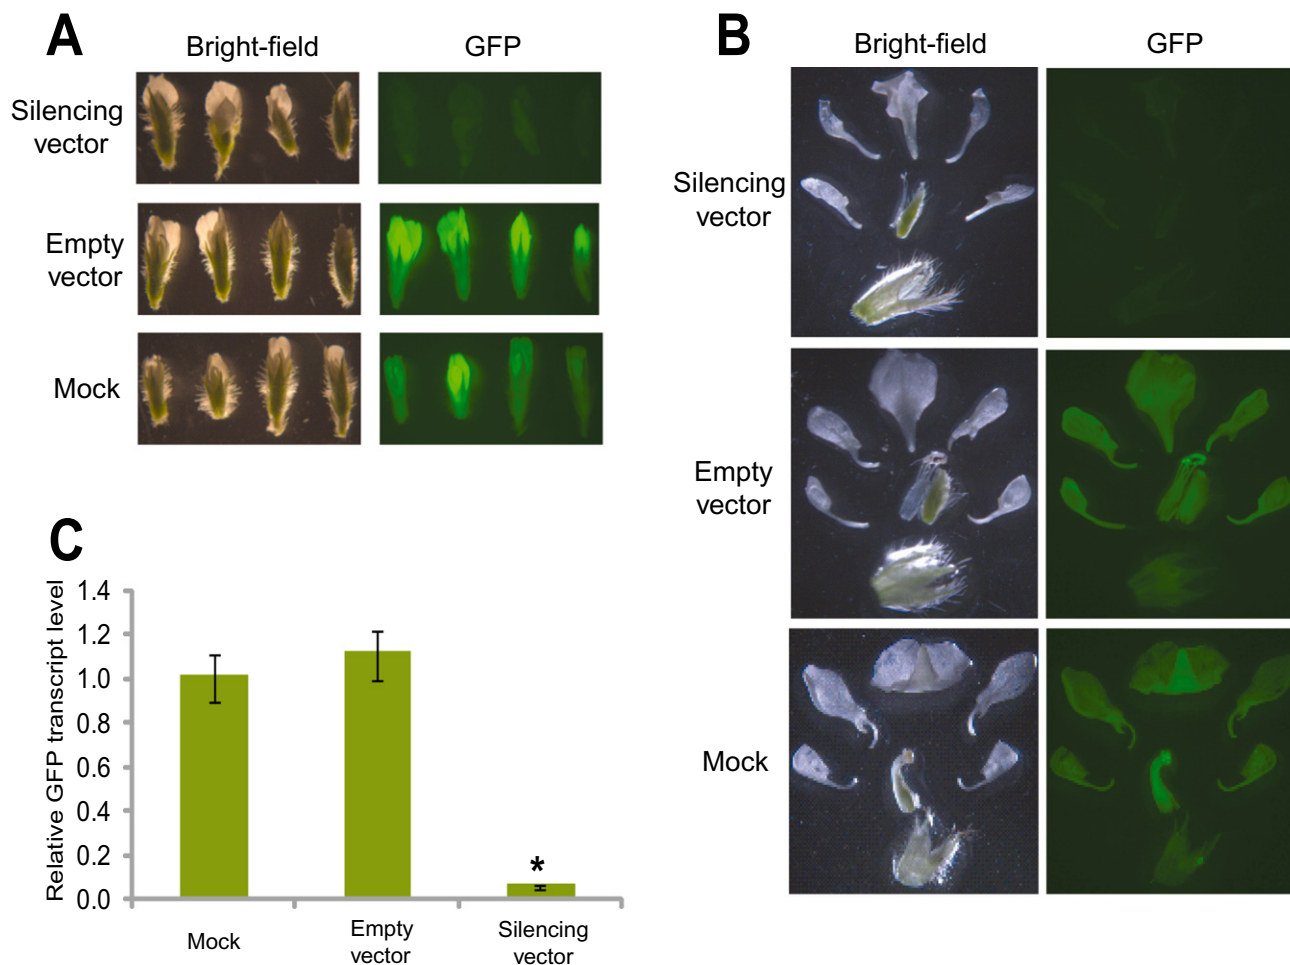 A
Bright-field
GFP
Silencing
vector
Empty
vector
Mock
B
Bright-field
GFP
Silencing
vector
Empty
vector
Mock
C
Relative GFP transcript level
1.4
1.2
1.0
0.8
0.6
0.4
0.2
0.0
*
Mock
Empty
vector
Silencing
vector